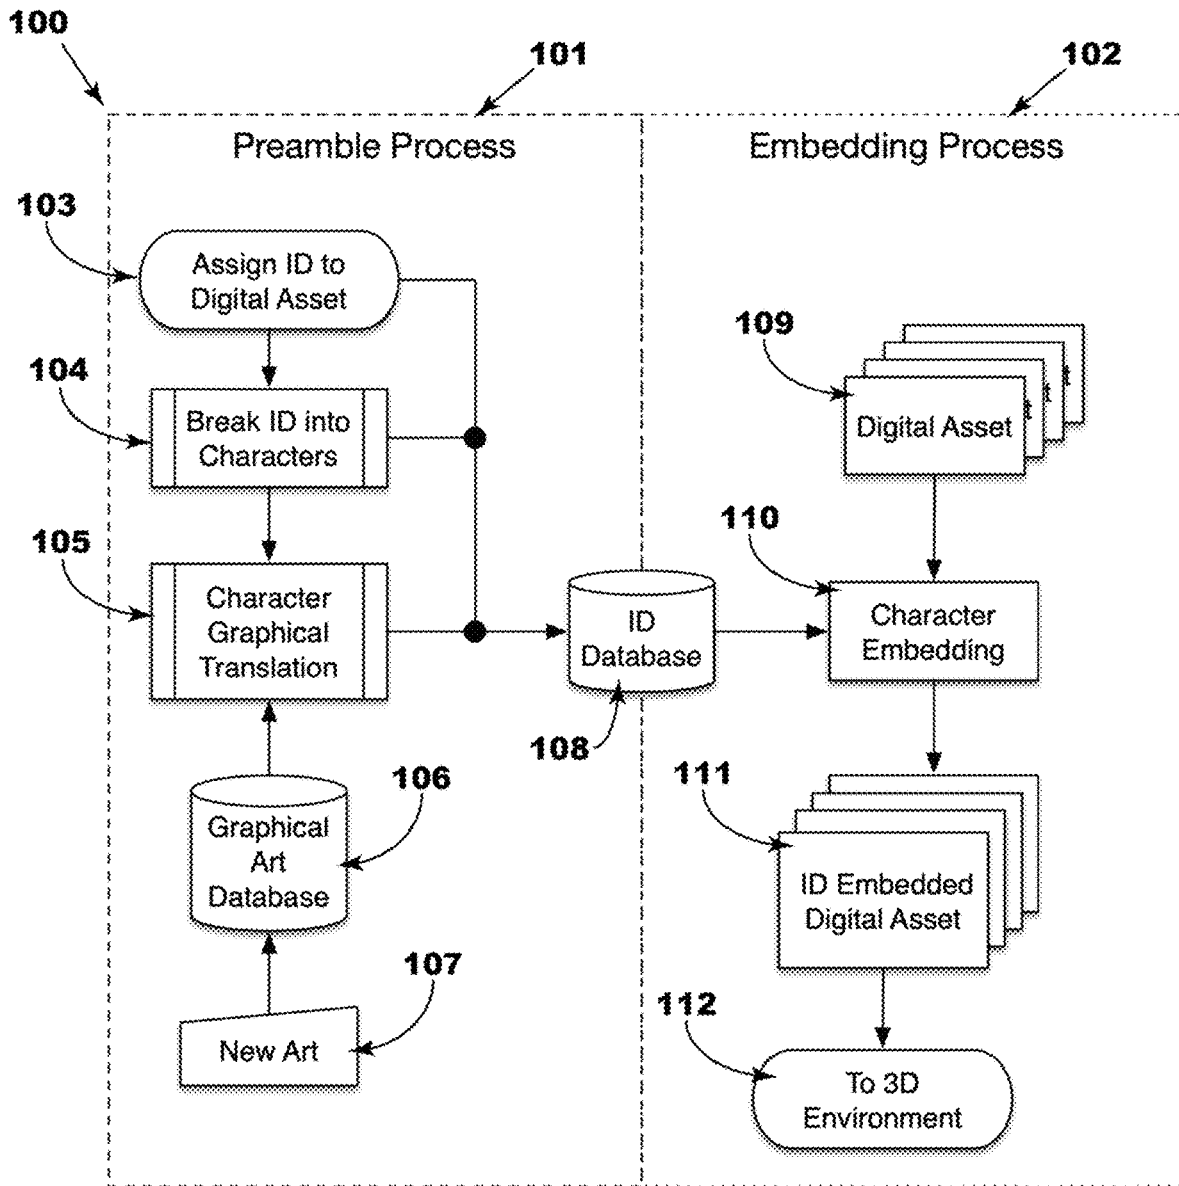 100
101
102
Preamble Process
Embedding Process
103
Assign ID to
Digital Asset
104
Break ID into
Characters
105
Character
Graphical
Translation
106
Graphical
Art
Database
107
New Art
108
ID
Database
109
Digital Asset
t
t
t
110
Character
Embedding
111
ID Embedded
Digital Asset
112
To 3D
Environment